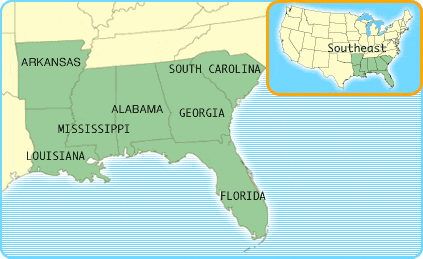 Southeast
ARKANSAS
SOUTH CAROLINA
ALABAMA
GEORGIA
MISSISSIPPI
LOUISIANA
FLORIDA